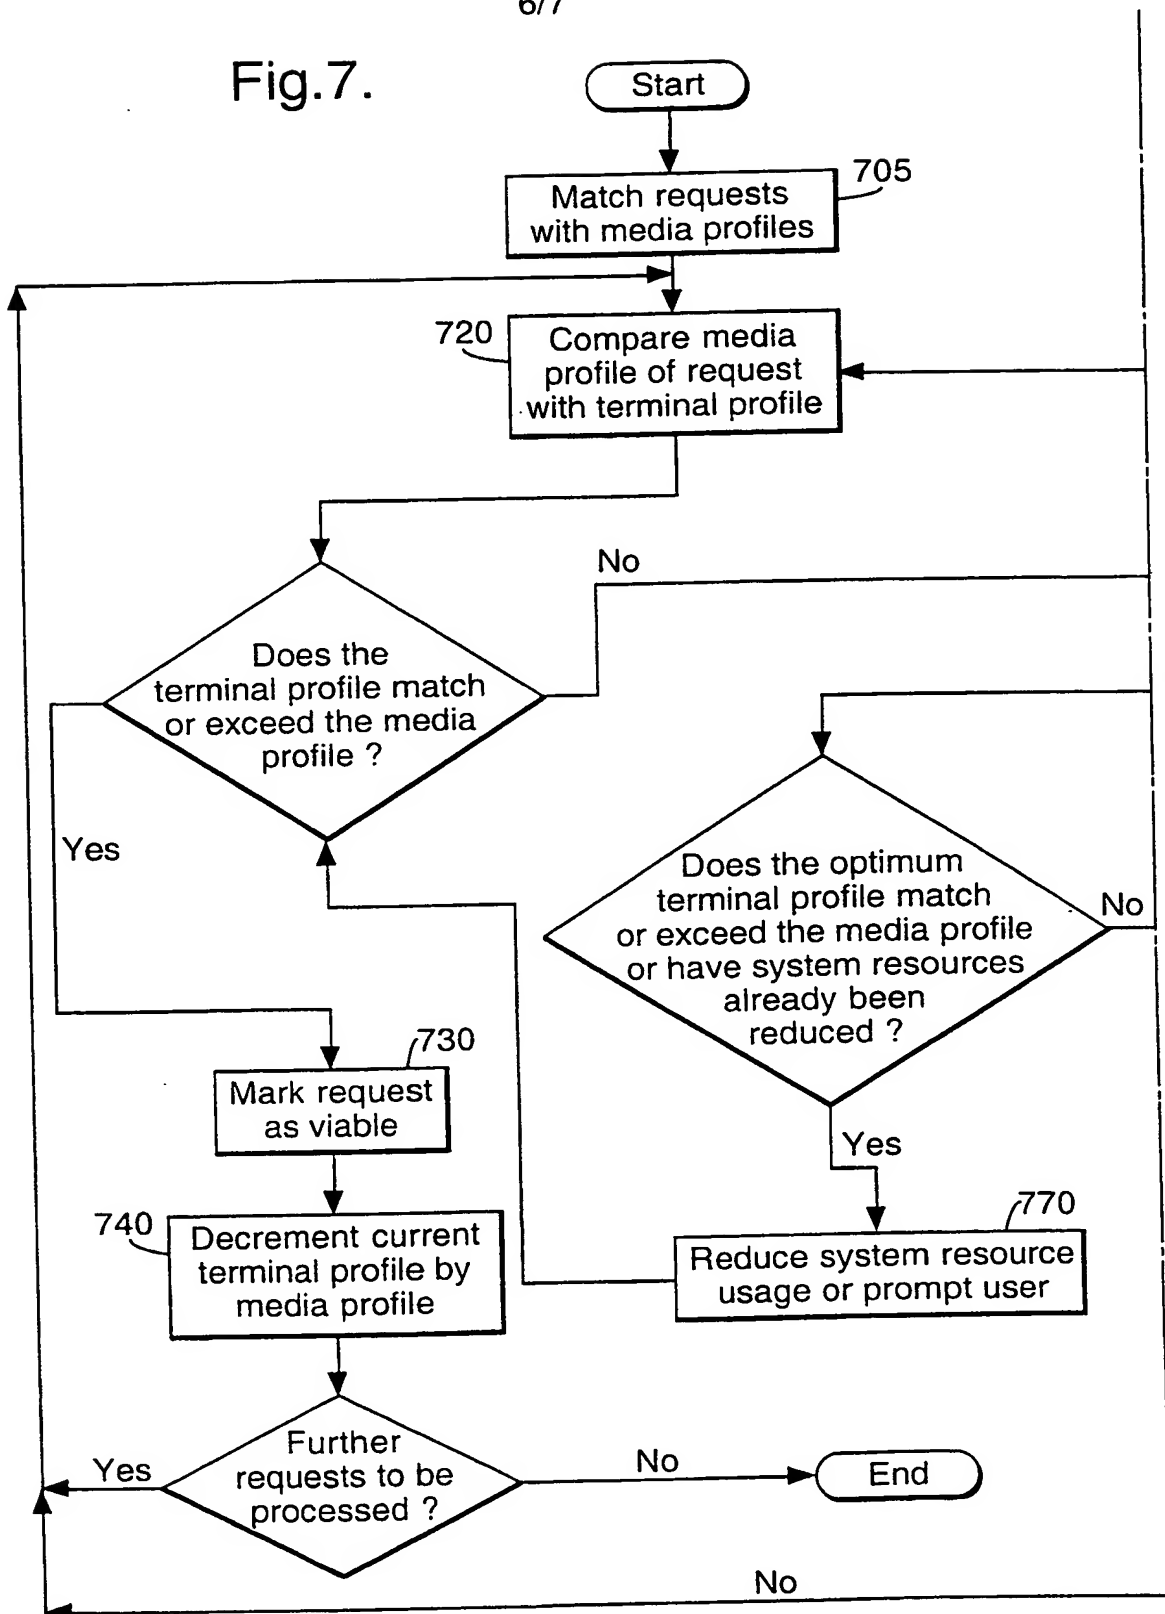 6/7
Fig.7.
Start
705
Match requests
with media profiles
720
Compare media
profile of request
with terminal profile
No
Does the
terminal profile match
or exceed the media
profile ?
Yes
Does the optimum
terminal profile match
or exceed the media profile
or have system resources
already been
reduced ?
No
730
Mark request
as viable
Yes
740
Decrement current
terminal profile by
media profile
770
Reduce system resource
usage or prompt user
Further
requests to be
processed ?
Yes
No
End
No